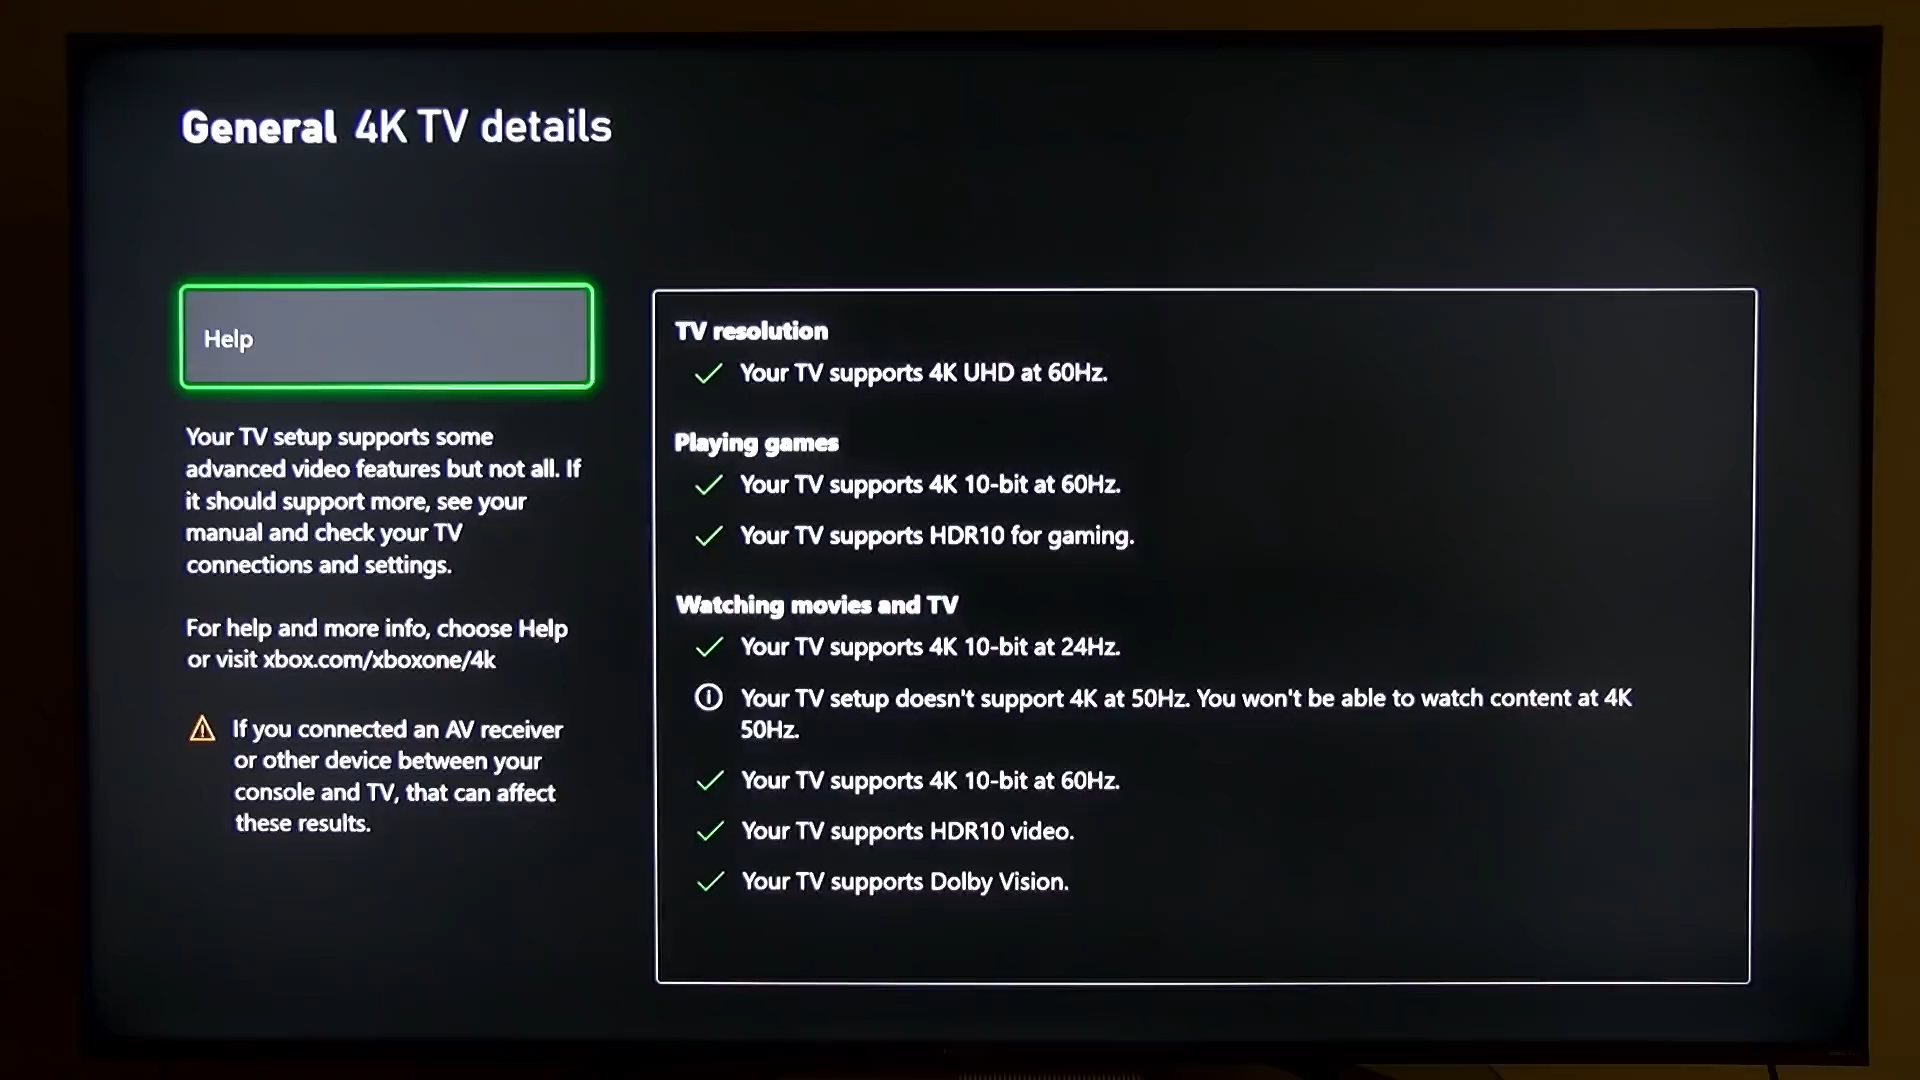 General 4K TV details
Help
Your TV setup supports some
advanced video features but not all. If
it should support more, see your
manual and check your TV
connections and settings.
For help and more info, choose Help
or visit xbox.com/xboxone/4k
If you connected an AV receiver
or other device between your
console and TV, that can affect
these results.
TV resolution
Your TV supports 4K UHD at 60Hz.
Playing games
Your TV supports 4K 10-bit at 60Hz.
Your TV supports HDR10 for gaming.
Watching movies and TV
Your TV supports 4K 10-bit at 24Hz.
Your TV setup doesn't support 4K at 50Hz. You won't be able to watch content at 4K
50Hz.
Your TV supports 4K 10-bit at 60Hz.
Your TV supports HDR10 video.
Your TV supports Dolby Vision.